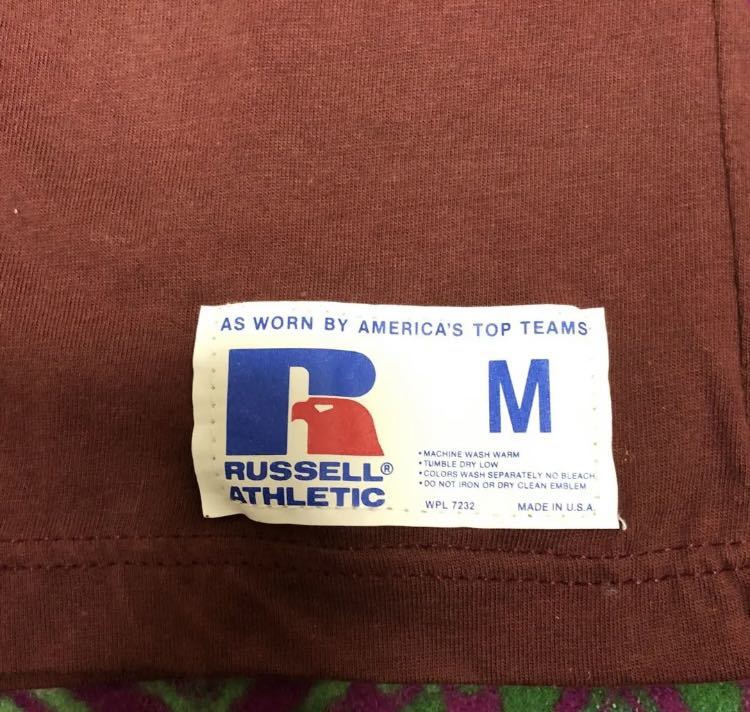 AS WORN BY AMERICA'S TOP TEAMS
R
M
RUSSELL®
ATHLETIC
• MACHINE WASH WARM
• TUMBLE DRY LOW
• COLORS WASH SEPARATELY NO BLEACH
• DO NOT IRON OR DRY CLEAN EMBLEM
WPL 7232 MADE IN U.S.A.